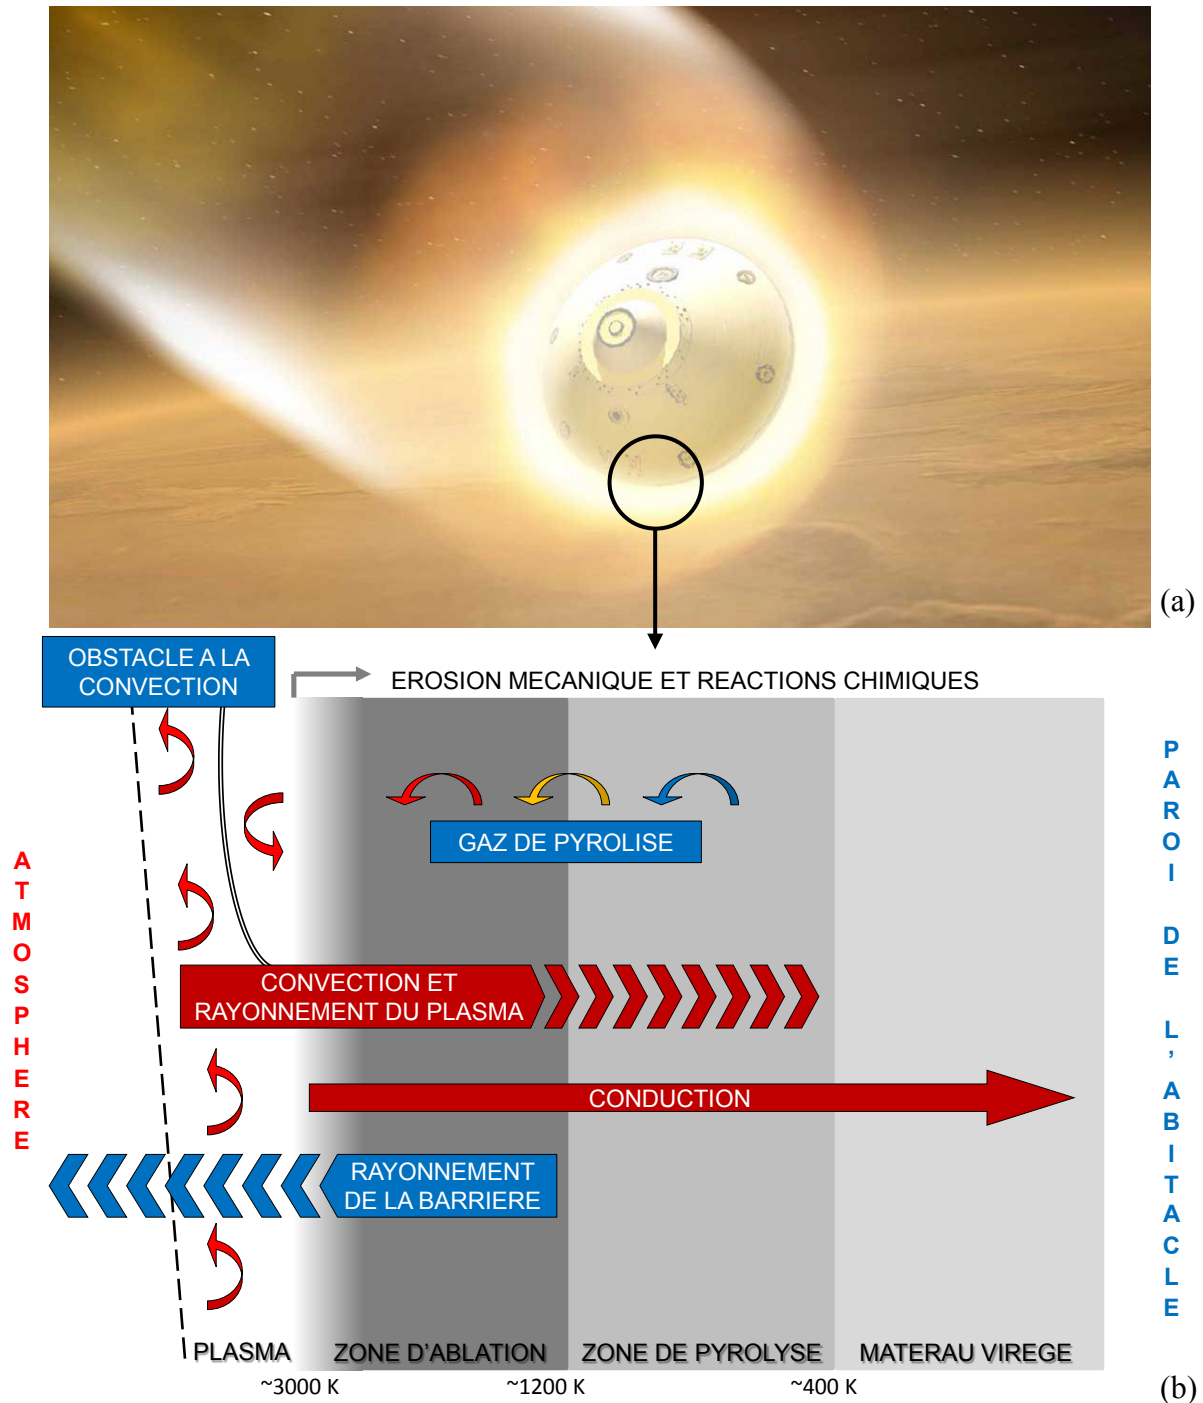 (a)
OBSTACLE A LA
CONVECTION
EROSION MECANIQUE ET REACTIONS CHIMIQUES
GAZ DE PYROLISE
ATMOSPHERE
PAROI DE L’ABITACLE
CONVECTION ET
RAYONNEMENT DU PLASMA
CONDUCTION
RAYONNEMENT
DE LA BARRIERE
PLASMA
ZONE D’ABLATION
ZONE DE PYROLYSE
MATERAU VIREGE
~3000 K
~1200 K
~400 K
(b)